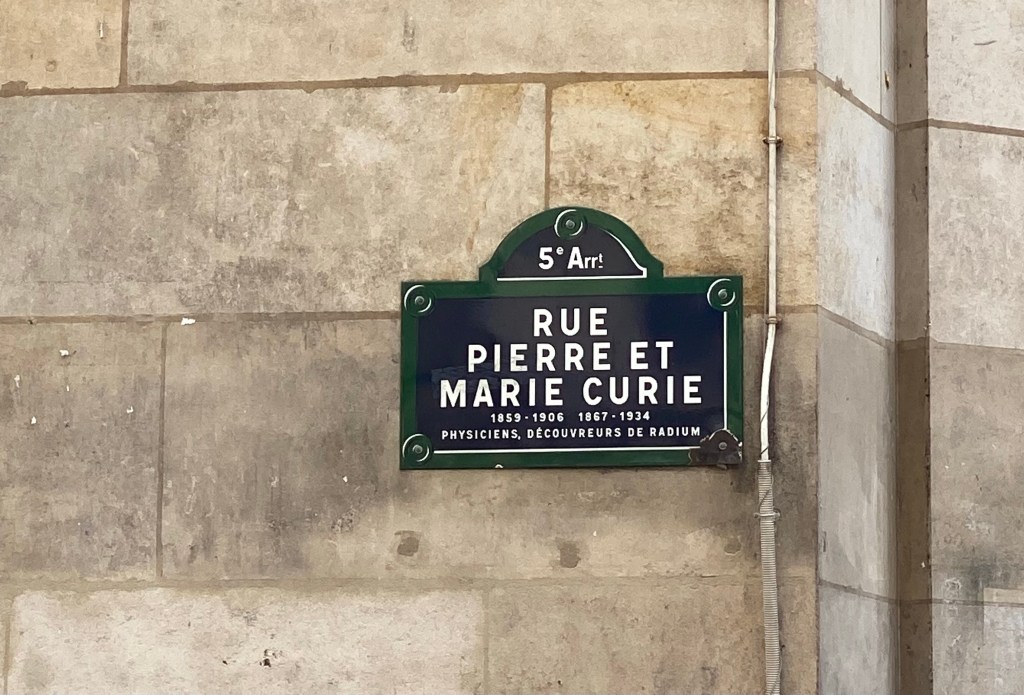 5e Arrt
RUE
PIERRE ET
MARIE CURIE
1859 - 1906 1867 - 1934
PHYSICIENS, DÉCOUVREURS DE RADIUM